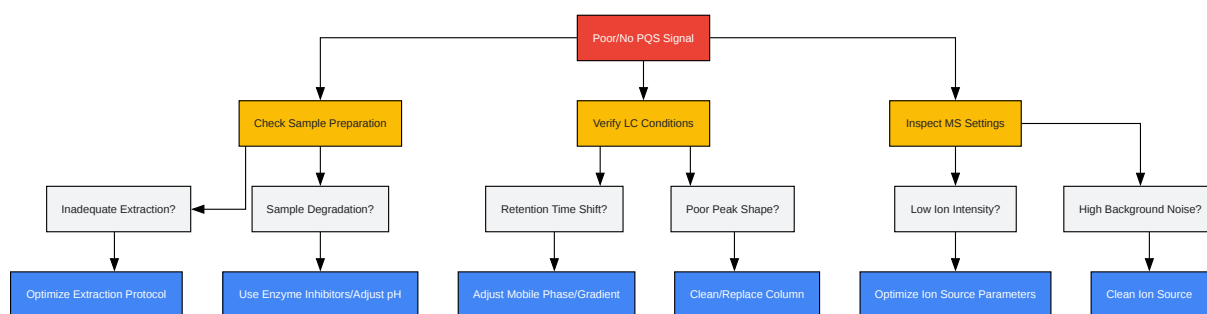 Poor/No PQS Signal
Check Sample Preparation
Verify LC Conditions
Inspect MS Settings
Inadequate Extraction?
Sample Degradation?
Retention Time Shift?
Poor Peak Shape?
Low Ion Intensity?
High Background Noise?
Optimize Extraction Protocol
Use Enzyme Inhibitors/Adjust pH
Adjust Mobile Phase/Gradient
Clean/Replace Column
Optimize Ion Source Parameters
Clean Ion Source